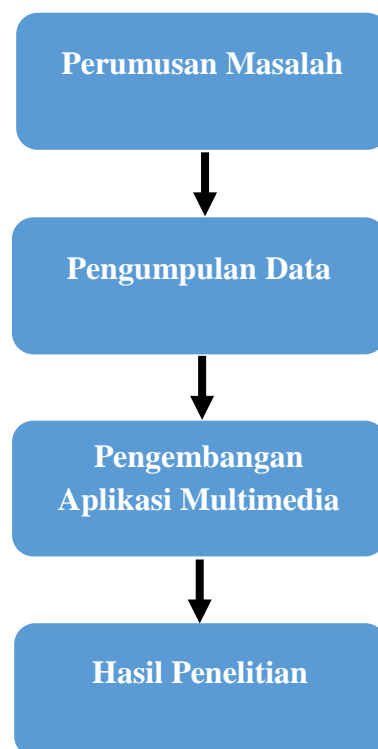 Perumusan Masalah
Pengumpulan Data
Pengembangan
Aplikasi Multimedia
Hasil Penelitian